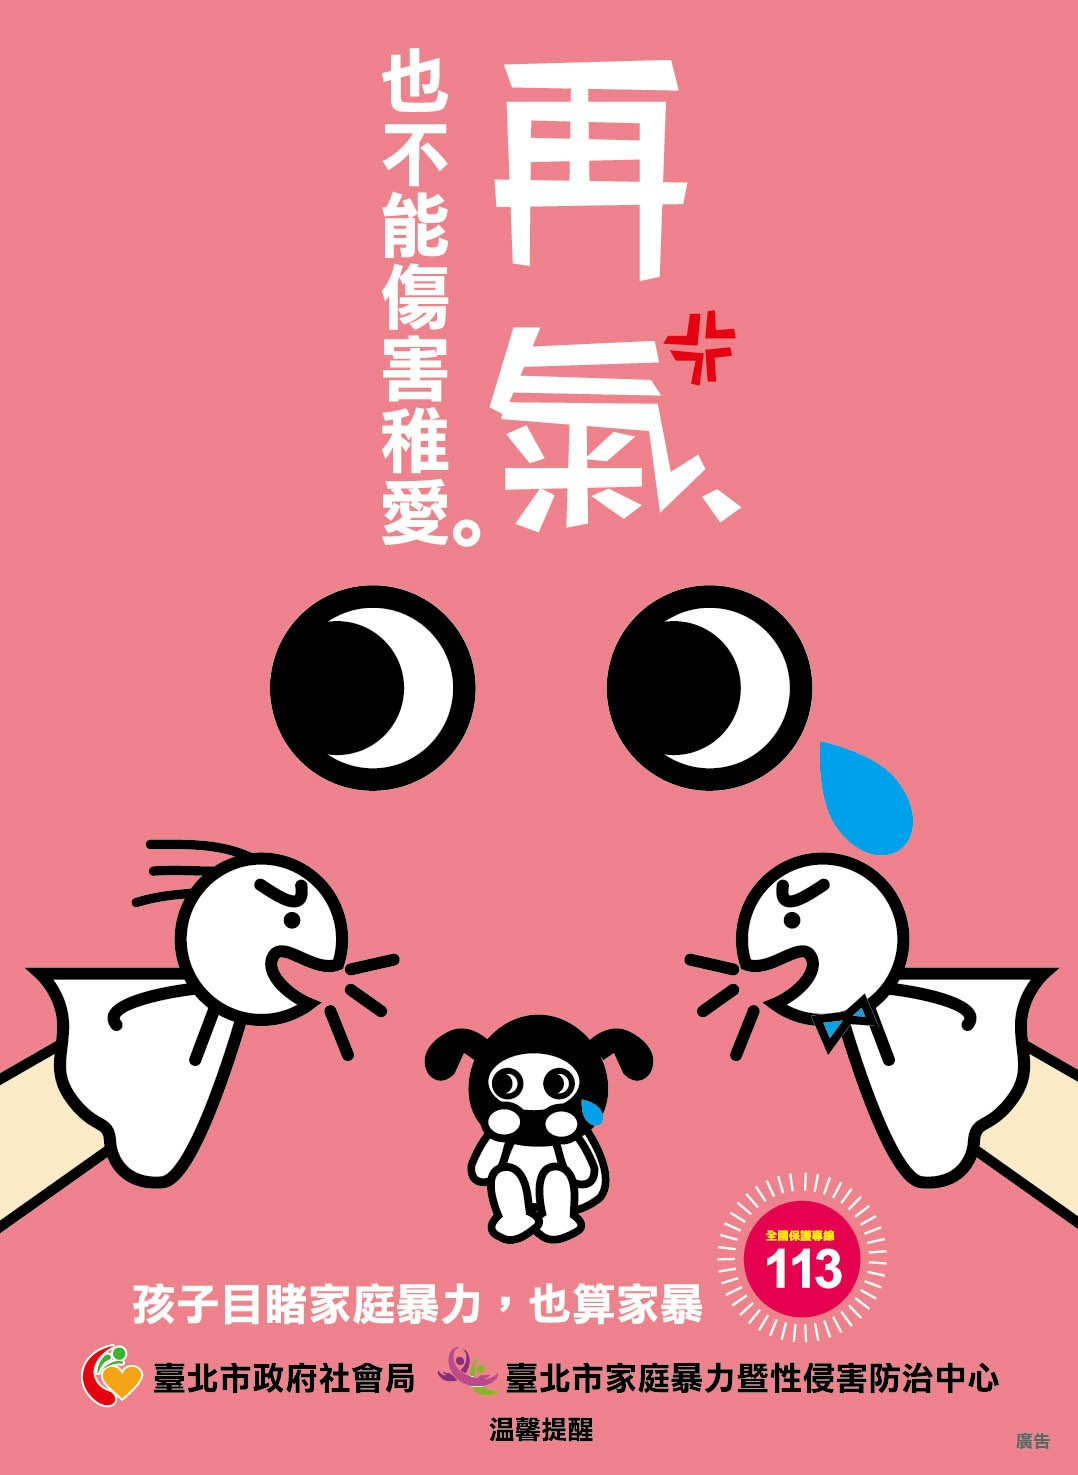 再氣、
也不能傷害稚愛。
全國保護專線
113
孩子目睹家庭暴力，也算家暴
臺北市政府社會局
臺北市家庭暴力暨性侵害防治中心
溫馨提醒
廣告